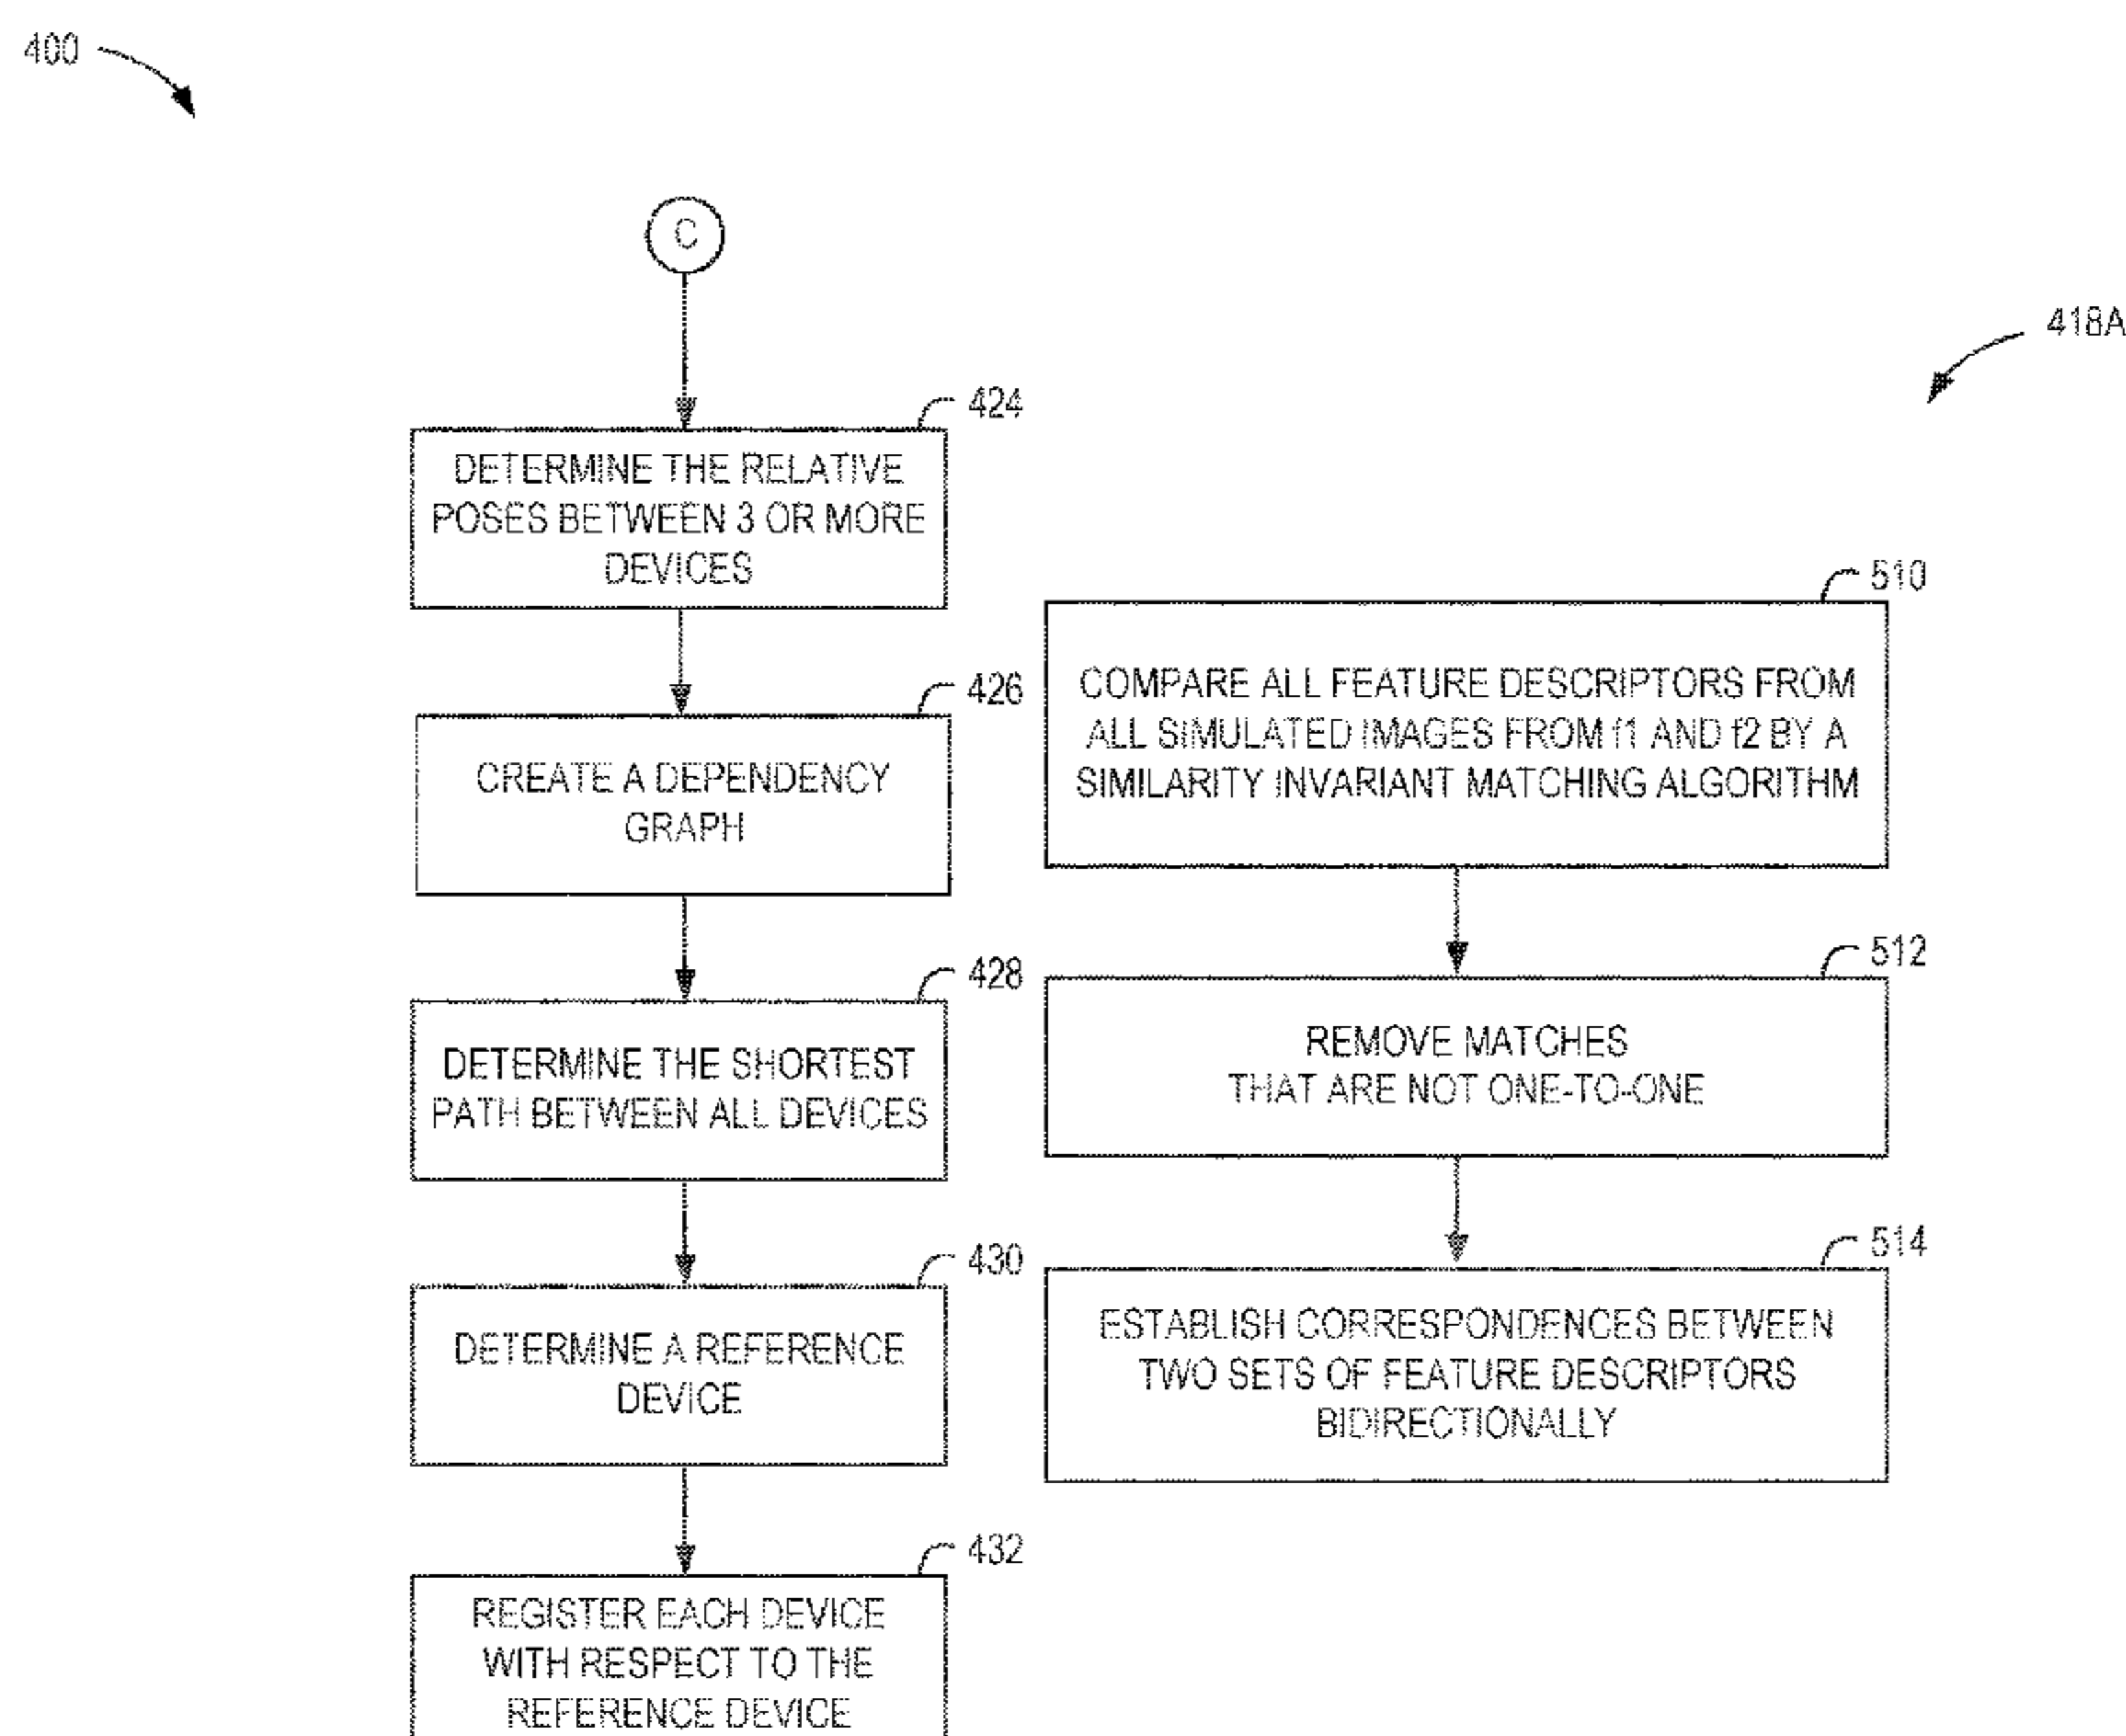 400
C
424
DETERMINE THE RELATIVE
POSES BETWEEN 3 OR MORE
DEVICES
426
CREATE A DEPENDENCY
GRAPH
428
DETERMINE THE SHORTEST
PATH BETWEEN ALL DEVICES
430
DETERMINE A REFERENCE
DEVICE
432
REGISTER EACH DEVICE
WITH RESPECT TO THE
REFERENCE DEVICE
418A
510
COMPARE ALL FEATURE DESCRIPTORS FROM
ALL SIMULATED IMAGES FROM f1 AND f2 BY A
SIMILARITY INVARIANT MATCHING ALGORITHM
512
REMOVE MATCHES
THAT ARE NOT ONE-TO-ONE
514
ESTABLISH CORRESPONDENCES BETWEEN
TWO SETS OF FEATURE DESCRIPTORS
BIDIRECTIONALLY